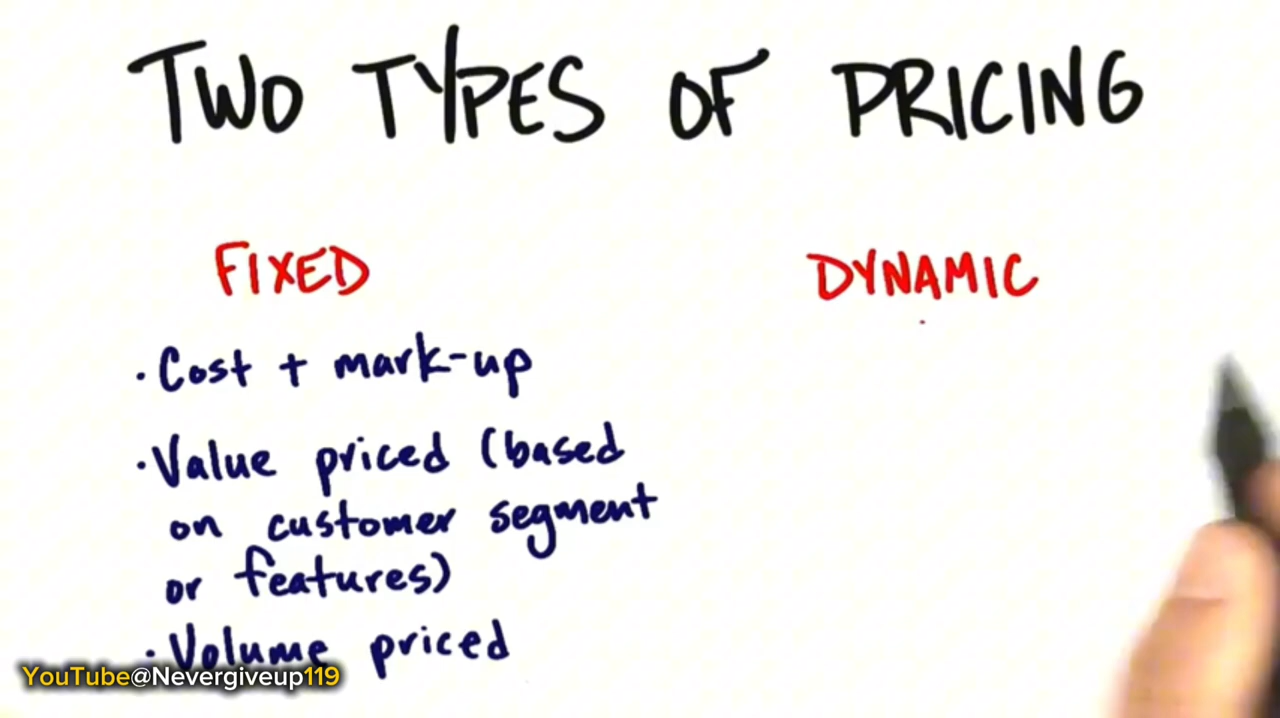 TWO TYPES OF PRICING
FIXED
· Cost + mark-up
· Value priced (based
on customer segment
or features)
· Volume priced
DYNAMIC
YouTube@Nevergiveup119